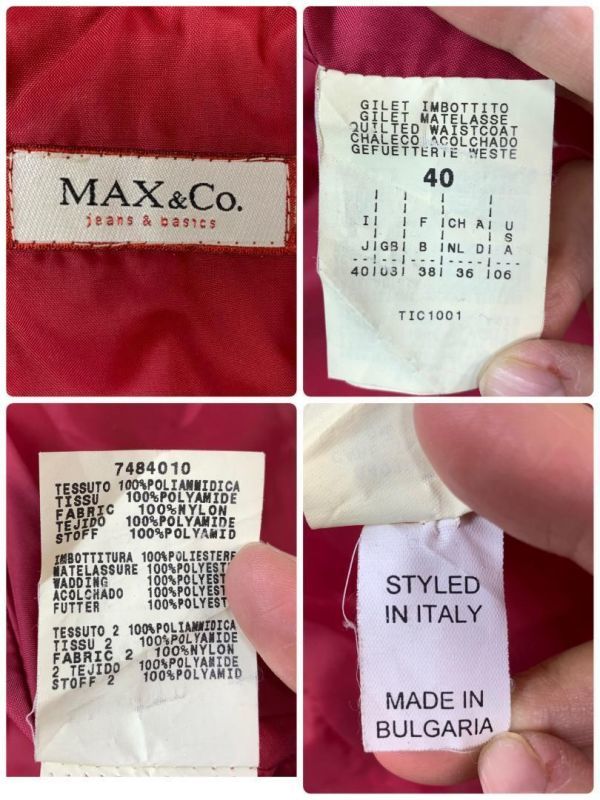 MAX&Co.
jeans & basics
GILET IMBOTTITO
GILET MATELASSE
QUILTED WAISTCOAT
CHALECO ACOLCHADO
GEFUETTERTE WESTE
40
I F CH A U
S
J GB B NL D A
40 03 38 36 06
TIC1001
7484010
TESSUTO 100%POLIAMMIDICA
TISSU 100%POLYAMIDE
FABRIC 100%NYLON
TEJIDO 100%POLYAMIDE
STOFF 100%POLYAMID
IMBOTTITURA 100%POLIESTERE
MATELASSURE 100%POLYEST
WADDING 100%POLYEST
ACOLCHADO 100%POLYEST
FUTTER 100%POLYEST
TESSUTO 2 100%POLIAMMIDICA
TISSU 2 100%POLYAMIDE
FABRIC 2 100%NYLON
2 TEJIDO 100%POLYAMIDE
STOFF 2 100%POLYAMID
STYLED
IN ITALY
MADE IN
BULGARIA